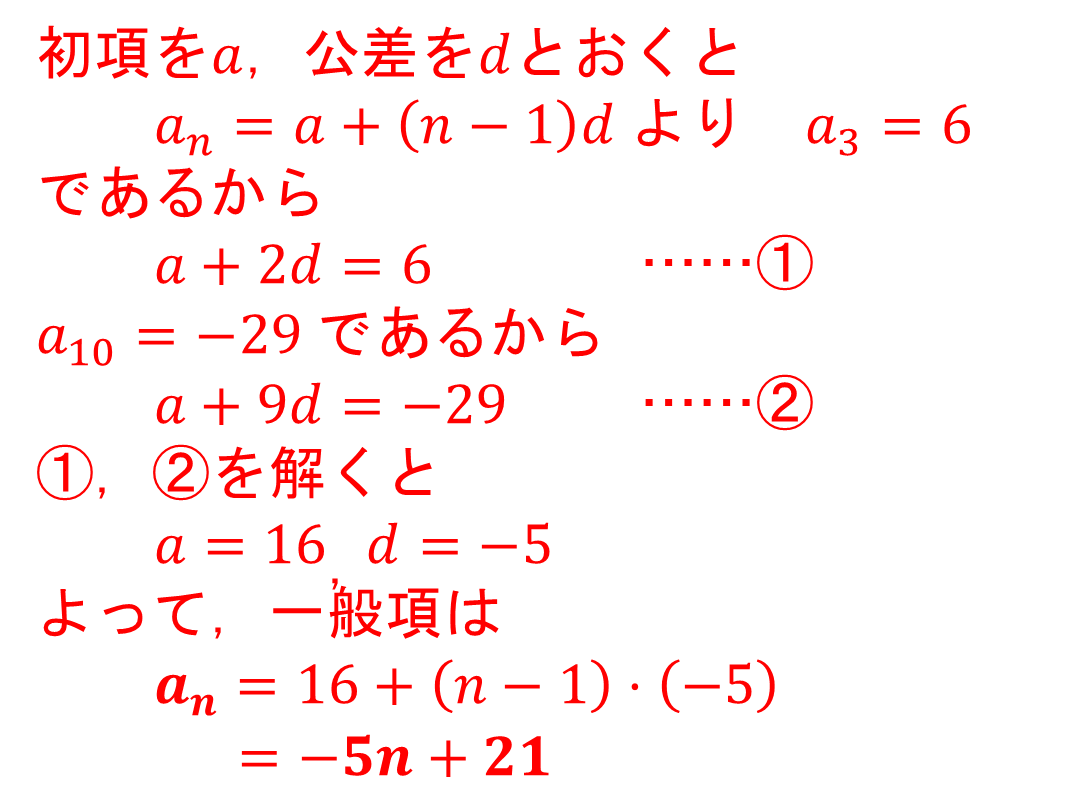 初項をa， 公差をdとおくと
aₙ = a + (n − 1)d より a₃ = 6
であるから
a + 2d = 6 ……①
a₁₀ = −29 であるから
a + 9d = −29 ……②
①， ②を解くと
a = 16 , d = −5
よって， 一般項は
aₙ = 16 + (n − 1) · (−5)
= −5n + 21